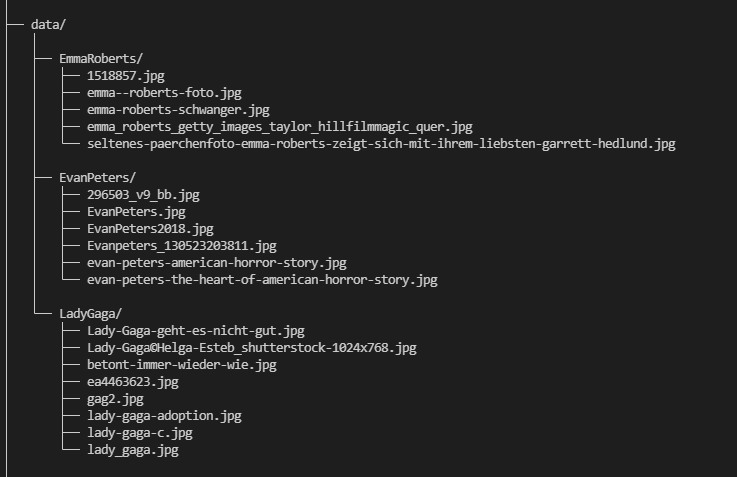 data/
EmmaRoberts/
1518857.jpg
emma--roberts-foto.jpg
emma-roberts-schwanger.jpg
emma_roberts_getty_images_taylor_hillfilmmagic_quer.jpg
seltenes-paerchenfoto-emma-roberts-zeigt-sich-mit-ihrem-liebsten-garrett-hedlund.jpg
EvanPeters/
296503_v9_bb.jpg
EvanPeters.jpg
EvanPeters2018.jpg
Evanpeters_130523203811.jpg
evan-peters-american-horror-story.jpg
evan-peters-the-heart-of-american-horror-story.jpg
LadyGaga/
Lady-Gaga-geht-es-nicht-gut.jpg
Lady-Gaga©Helga-Esteb_shutterstock-1024x768.jpg
betont-immer-wieder-wie.jpg
ea4463623.jpg
gag2.jpg
lady-gaga-adoption.jpg
lady-gaga-c.jpg
lady_gaga.jpg